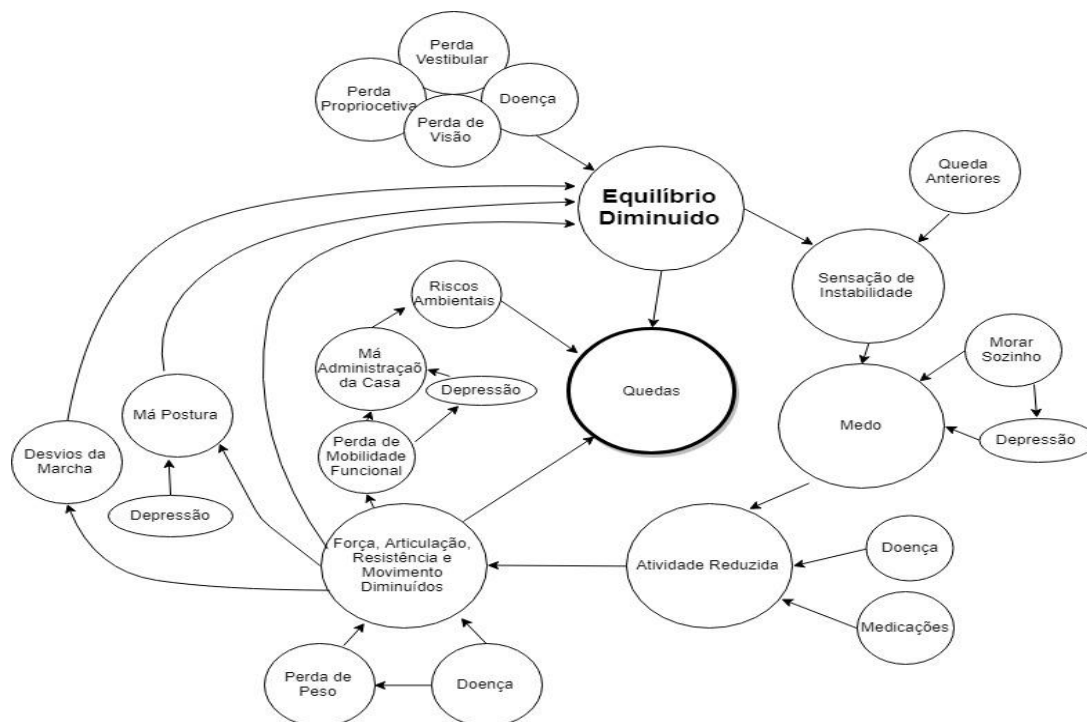 Perda
Vestibular
Perda
Propriocetiva
Doença
Perda de
Visão
Equilíbrio
Diminuido
Queda
Anteriores
Sensação de
Instabilidade
Riscos
Ambientais
Má
Administraçaõ
da Casa
Depressão
Quedas
Morar
Sozinho
Medo
Depressão
Má Postura
Desvios da
Marcha
Perda de
Mobilidade
Funcional
Depressão
Força, Articulação,
Resistência e
Movimento
Diminuídos
Atividade Reduzida
Doença
Medicações
Perda de
Peso
Doença